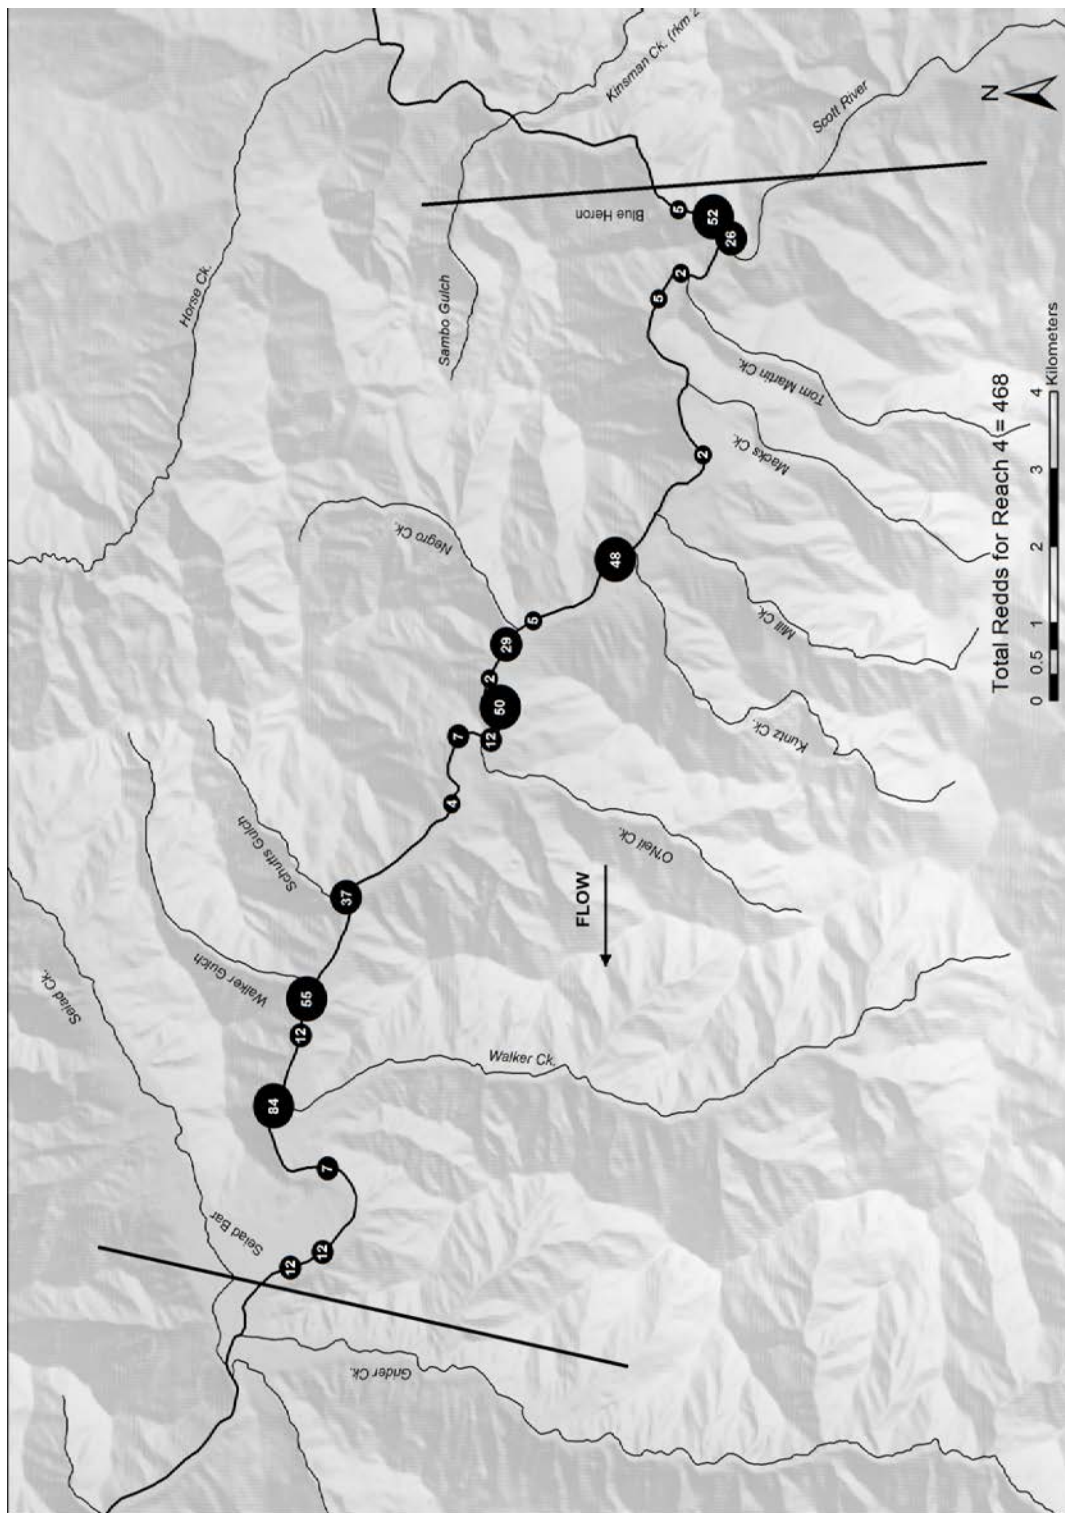 Kinsman Ck. (rkm 2
Scott River
N
Horse Ck.
Sambo Gulch
Blue Heron
5
52
26
2
5
Tom Martin Ck.
Macks Ck.
2
Negro Ck.
48
Mill Ck.
5
29
2
50
12
7
4
Kuntz Ck.
O'Neil Ck.
Schutts Gulch
37
FLOW
Walker Gulch
55
12
Seiad Ck.
Walker Ck.
84
7
Seiad Bar
12
12
Grider Ck.
Total Redds for Reach 4 = 468
0 0.5 1 2 3 4
Kilometers